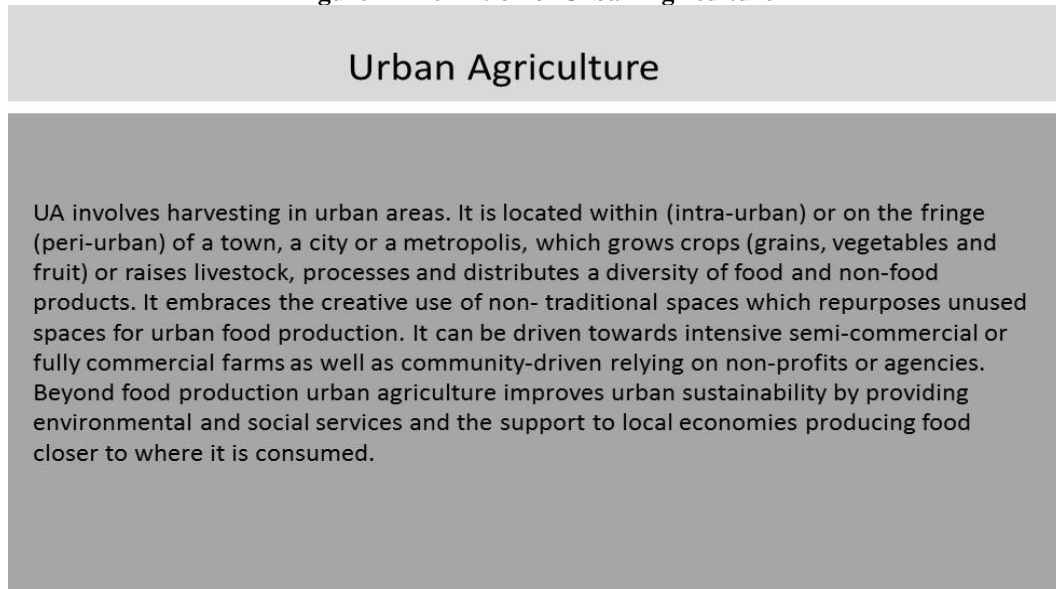 Urban Agriculture
UA involves harvesting in urban areas. It is located within (intra-urban) or on the fringe
(peri-urban) of a town, a city or a metropolis, which grows crops (grains, vegetables and
fruit) or raises livestock, processes and distributes a diversity of food and non-food
products. It embraces the creative use of non- traditional spaces which repurposes unused
spaces for urban food production. It can be driven towards intensive semi-commercial or
fully commercial farms as well as community-driven relying on non-profits or agencies.
Beyond food production urban agriculture improves urban sustainability by providing
environmental and social services and the support to local economies producing food
closer to where it is consumed.